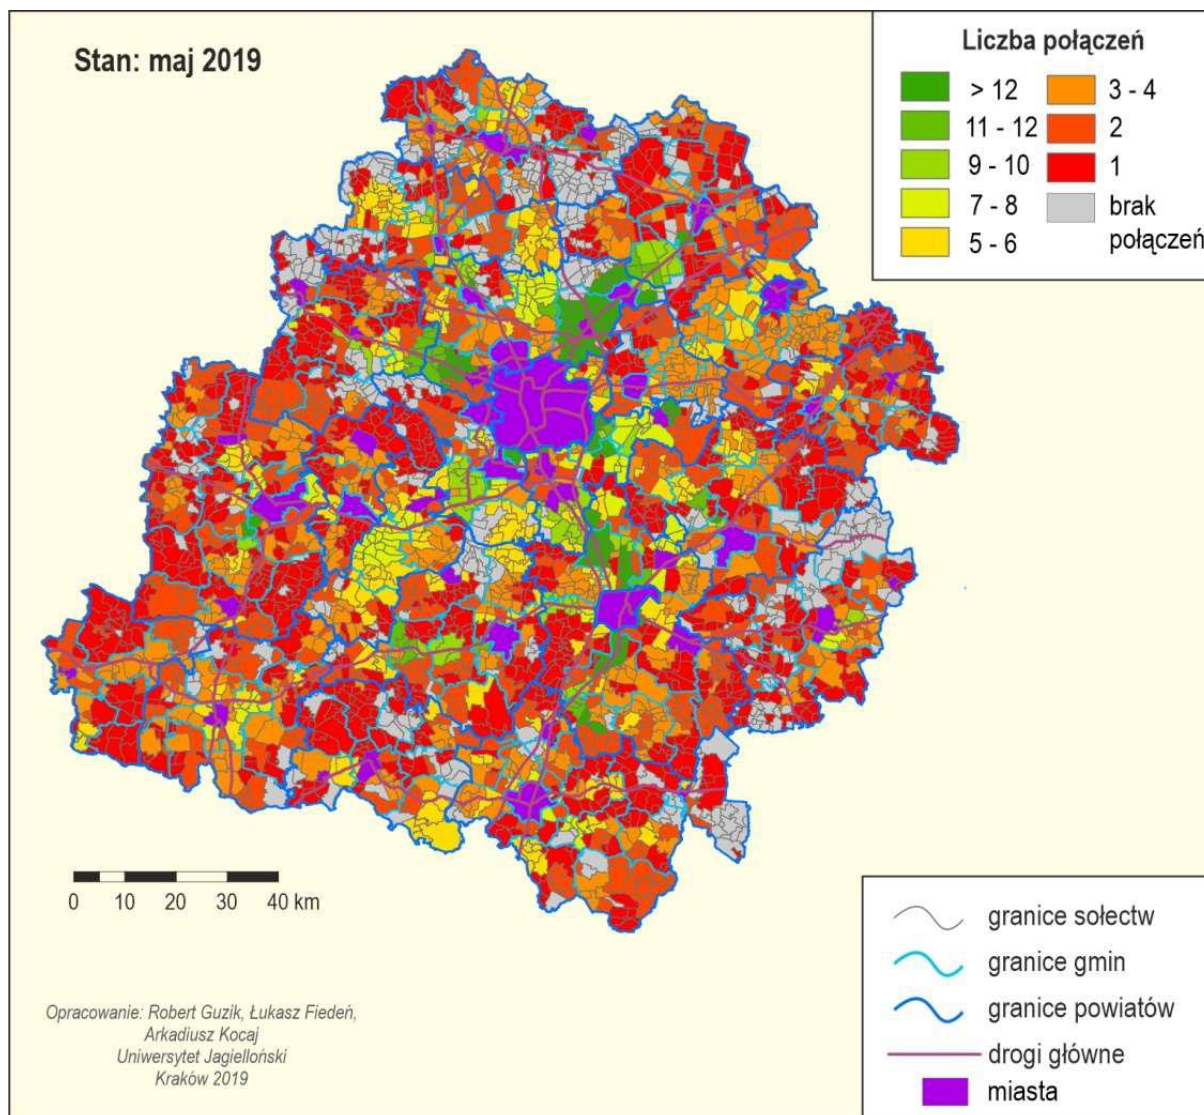 Stan: maj 2019
Liczba połączeń
> 12
11 - 12
9 - 10
7 - 8
5 - 6
3 - 4
2
1
brak
połączeń
0 10 20 30 40 km
Opracowanie: Robert Guzik, Łukasz Fiedeń,
Arkadiusz Kocaj
Uniwersytet Jagielloński
Kraków 2019
granice sołectw
granice gmin
granice powiatów
drogi główne
miasta